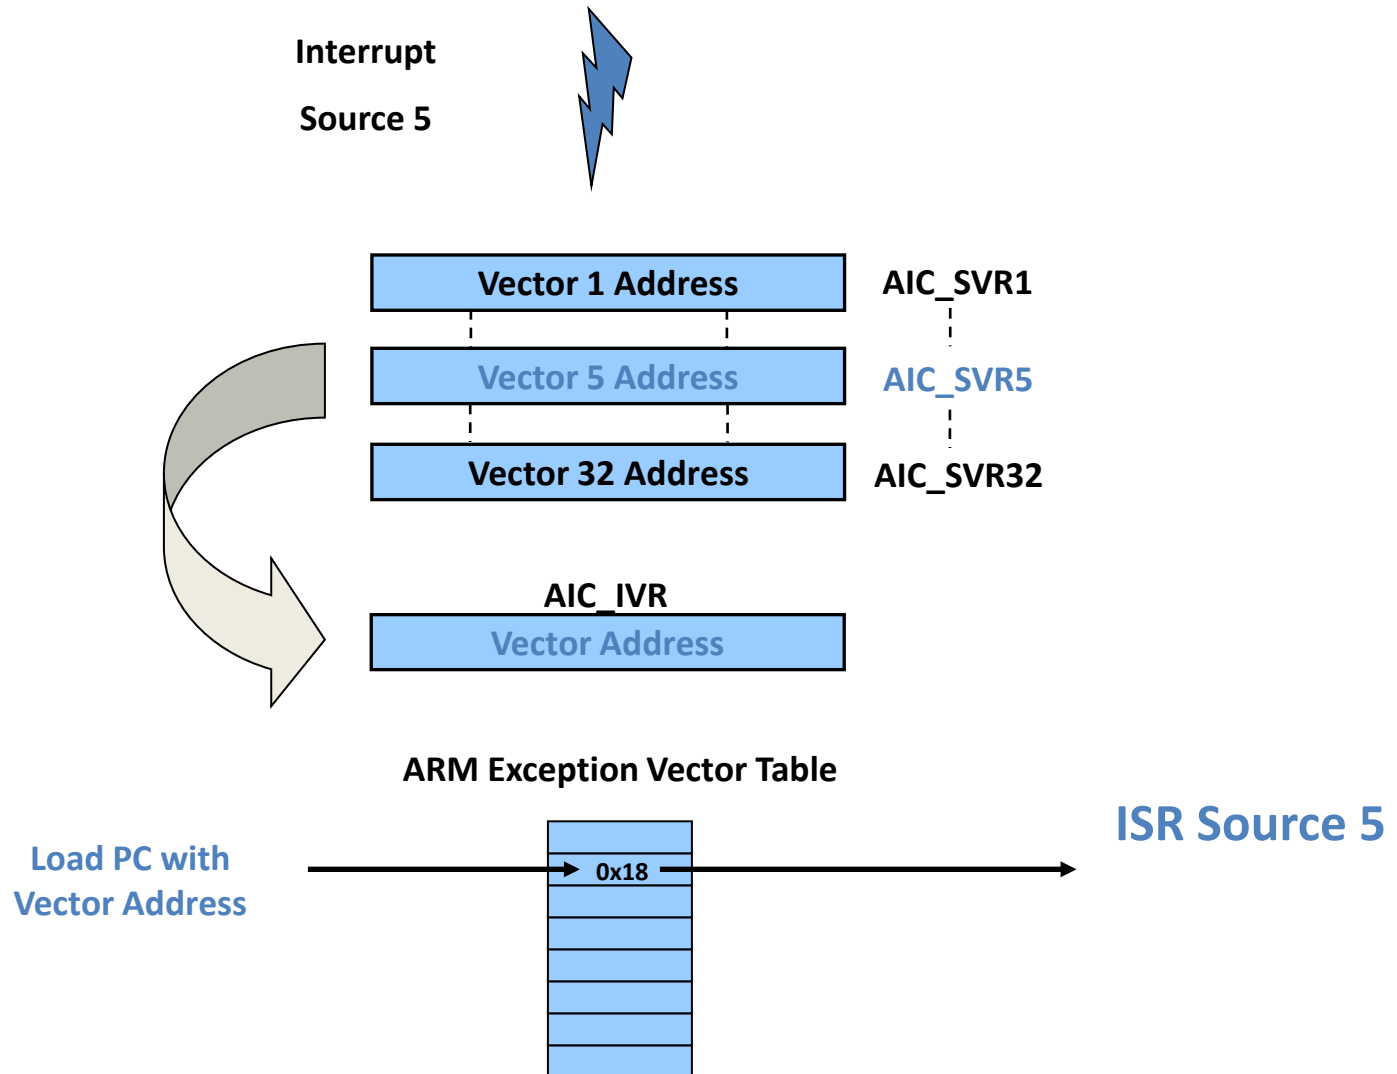 Interrupt
Source 5
Vector 1 Address
AIC_SVR1
Vector 5 Address
AIC_SVR5
Vector 32 Address
AIC_SVR32
AIC_IVR
Vector Address
ARM Exception Vector Table
ISR Source 5
Load PC with
Vector Address
0x18